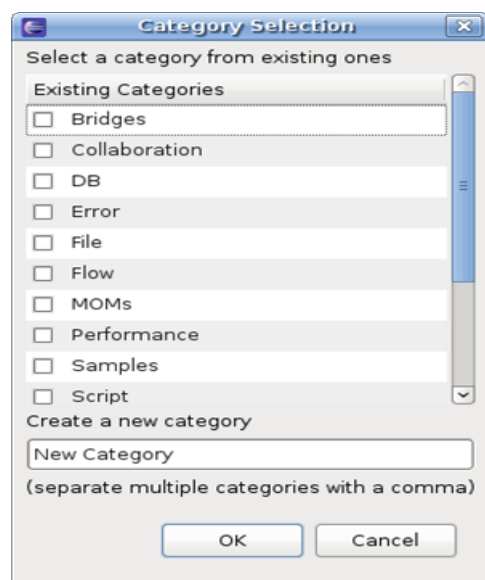 Category Selection
Select a category from existing ones
Existing Categories
Bridges
Collaboration
DB
Error
File
Flow
MOMs
Performance
Samples
Script
Create a new category
New Category
(separate multiple categories with a comma)
OK Cancel